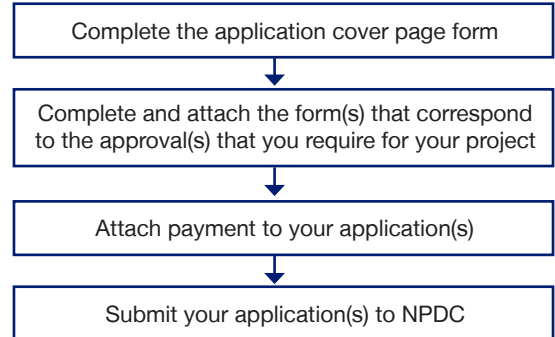 Complete the application cover page form
Complete and attach the form(s) that correspond
to the approval(s) that you require for your project
Attach payment to your application(s)
Submit your application(s) to NPDC